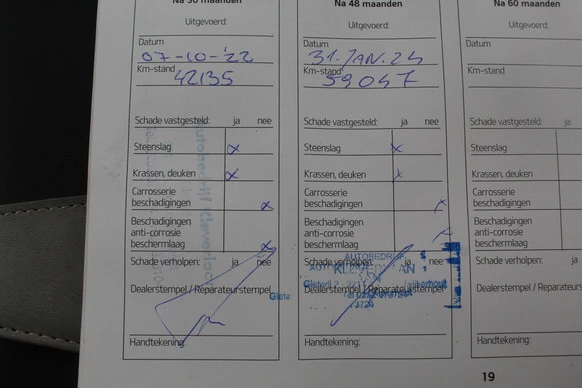 Na 36 maanden
Uitgevoerd:
Datum
07-10-'22
Km-stand
42135
Schade vastgesteld: ja nee
Steenslag x
Krassen, deuken x
Carrosserie
beschadigingen x
Beschadigingen
anti-corrosie
beschermlaag x
Schade verholpen: ja nee
Dealerstempel / Reparateurstempel
Handtekening:
Na 48 maanden
Uitgevoerd:
Datum
31. JAN. 24
Km-stand
59047
Schade vastgesteld: ja nee
Steenslag x
Krassen, deuken x
Carrosserie
beschadigingen x
Beschadigingen
anti-corrosie
beschermlaag
Schade verholpen: ja nee
AUTOBEDRIJF
Dealerstempel / Reparateurstempel
Handtekening:
Na 60 maanden
Uitgevoerd:
Datum
Km-stand
Schade vastgesteld: ja
Steenslag
Krassen, deuken
Carrosserie
beschadigingen
Beschadigingen
anti-corrosie
beschermlaag
Schade verholpen: ja
Dealerstempel / Reparateurs
Handtekening:
19